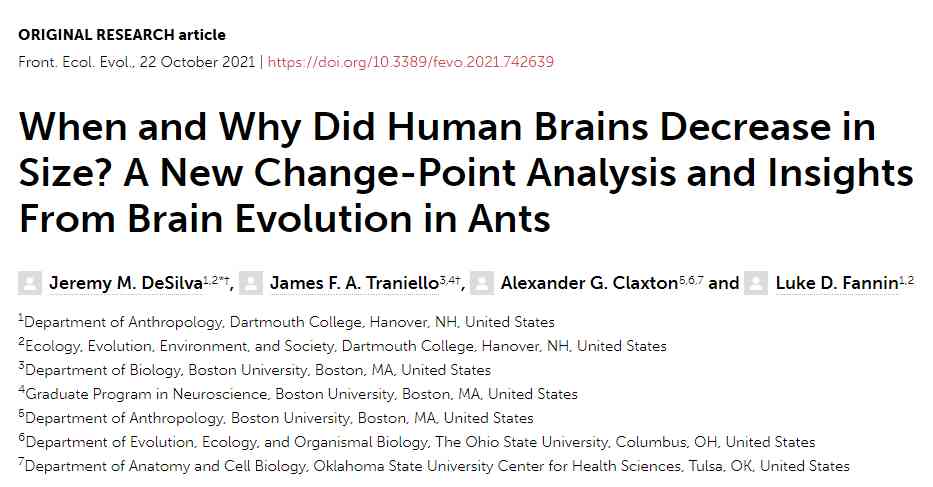 ORIGINAL RESEARCH article
Front. Ecol. Evol., 22 October 2021 | https://doi.org/10.3389/fevo.2021.742639
When and Why Did Human Brains Decrease in
Size? A New Change-Point Analysis and Insights
From Brain Evolution in Ants
Jeremy M. DeSilva1,2*†, James F. A. Traniello3,4†, Alexander G. Claxton5,6,7 and Luke D. Fannin1,2
1Department of Anthropology, Dartmouth College, Hanover, NH, United States
2Ecology, Evolution, Environment, and Society, Dartmouth College, Hanover, NH, United States
3Department of Biology, Boston University, Boston, MA, United States
4Graduate Program in Neuroscience, Boston University, Boston, MA, United States
5Department of Anthropology, Boston University, Boston, MA, United States
6Department of Evolution, Ecology, and Organismal Biology, The Ohio State University, Columbus, OH, United States
7Department of Anatomy and Cell Biology, Oklahoma State University Center for Health Sciences, Tulsa, OK, United States